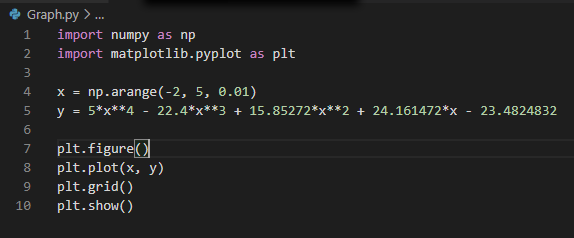 Graph.py > ...
1 import numpy as np
2 import matplotlib.pyplot as plt
3
4 x = np.arange(-2, 5, 0.01)
5 y = 5*x**4 - 22.4*x**3 + 15.85272*x**2 + 24.161472*x - 23.4824832
6
7 plt.figure()
8 plt.plot(x, y)
9 plt.grid()
10 plt.show()